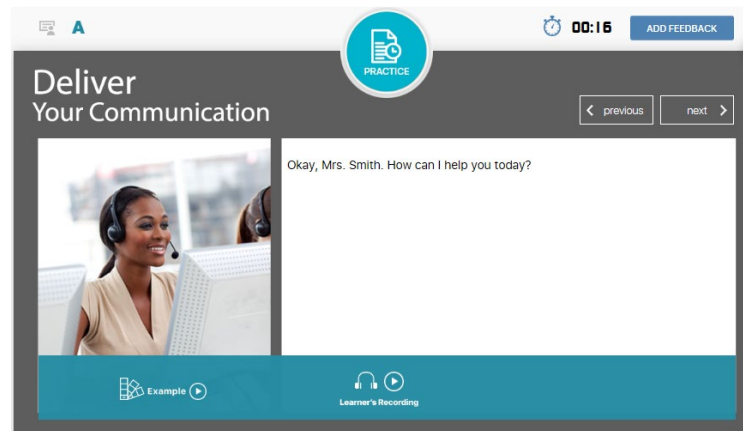 A
00:16
ADD FEEDBACK
PRACTICE
Deliver
Your Communication
previous
next
Okay, Mrs. Smith. How can I help you today?
Example
Learner's Recording